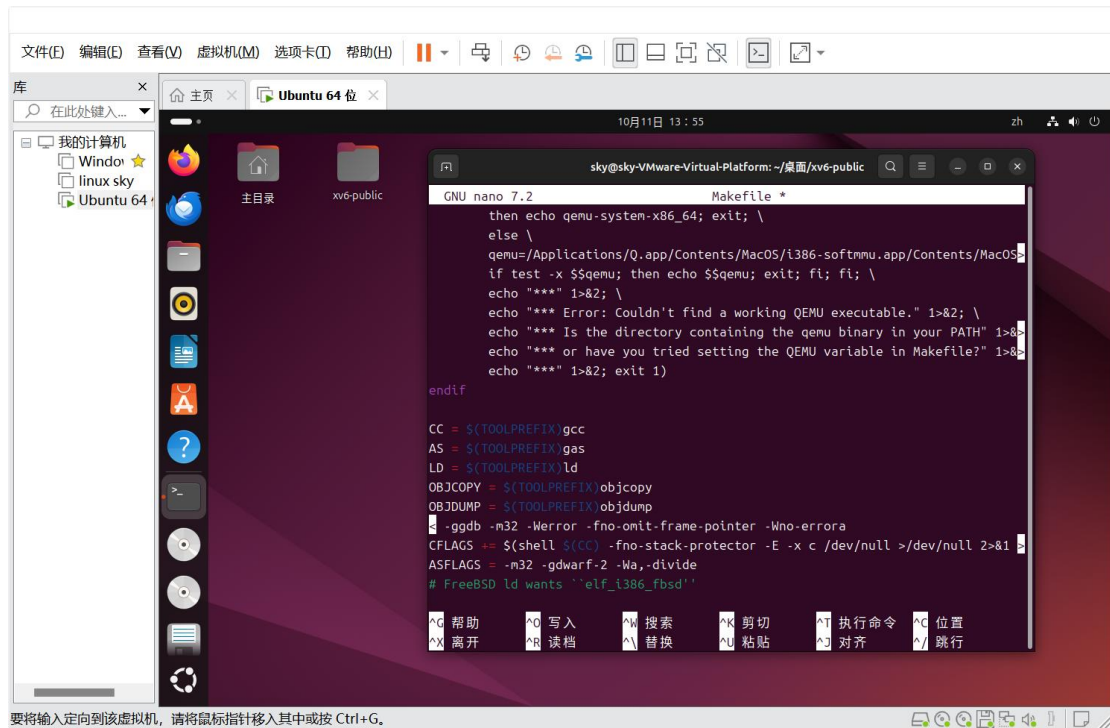 文件(F) 编辑(E) 查看(V) 虚拟机(M) 选项卡(T) 帮助(H)
库
在此处键入...
主页
Ubuntu 64 位
我的计算机
Windo
linux sky
Ubuntu 64
10月11日 13：55
zh
主目录
xv6-public
sky@sky-VMware-Virtual-Platform: ~/桌面/xv6-public
GNU nano 7.2 Makefile *
then echo qemu-system-x86_64; exit; \
else \
qemu=/Applications/Q.app/Contents/MacOS/i386-softmmu.app/Contents/MacOS>
if test -x $$qemu; then echo $$qemu; exit; fi; fi; \
echo "***" 1>&2; \
echo "*** Error: Couldn't find a working QEMU executable." 1>&2; \
echo "*** Is the directory containing the qemu binary in your PATH" 1>&>
echo "*** or have you tried setting the QEMU variable in Makefile?" 1>&>
echo "***" 1>&2; exit 1)
endif
CC = $(TOOLPREFIX)gcc
AS = $(TOOLPREFIX)gas
LD = $(TOOLPREFIX)ld
OBJCOPY = $(TOOLPREFIX)objcopy
OBJDUMP = $(TOOLPREFIX)objdump
< -ggdb -m32 -Werror -fno-omit-frame-pointer -Wno-errora
CFLAGS += $(shell $(CC) -fno-stack-protector -E -x c /dev/null >/dev/null 2>&1 >
ASFLAGS = -m32 -gdwarf-2 -Wa,-divide
# FreeBSD ld wants ``elf_i386_fbsd''
^G 帮助 ^O 写入 ^W 搜索 ^K 剪切 ^T 执行命令 ^C 位置
^X 离开 ^R 读档 ^\ 替换 ^U 粘贴 ^J 对齐 ^/ 跳行
要将输入定向到该虚拟机，请将鼠标指针移入其中或按 Ctrl+G。